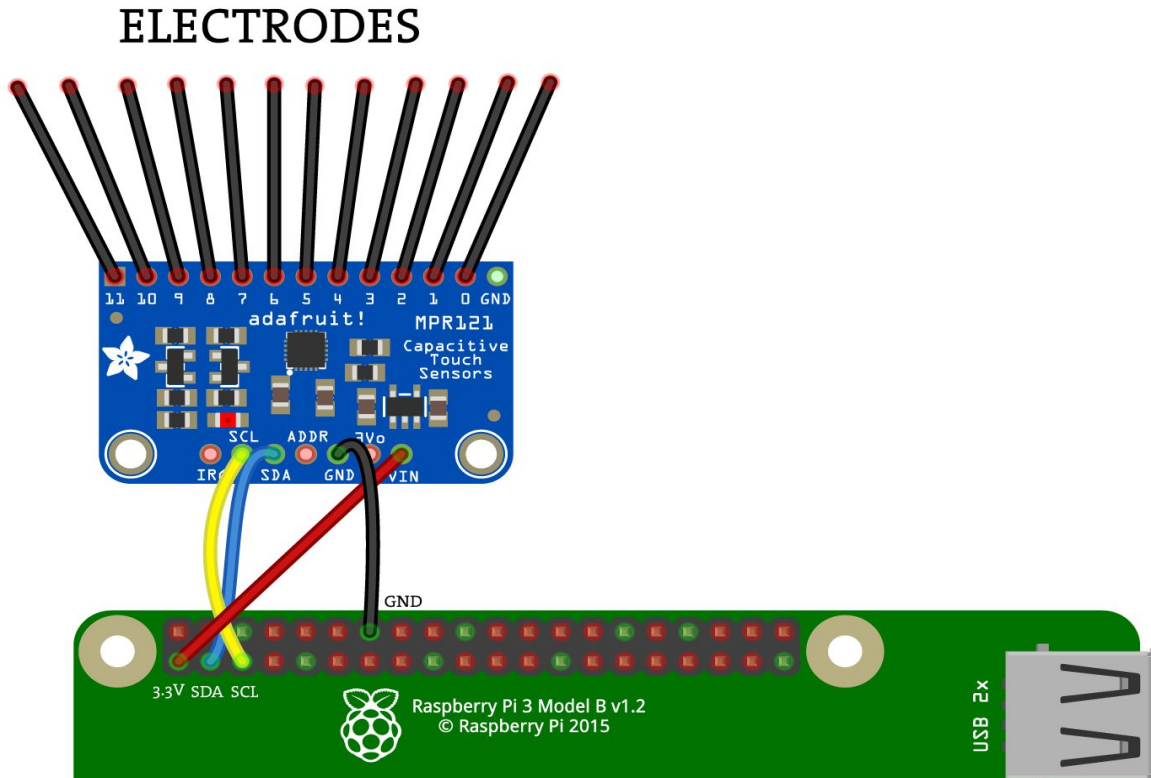 ELECTRODES
11 10 9 8 7 6 5 4 3 2 1 0 GND
adafruit!
MPR121
Capacitive
Touch
Sensors
SCL ADDR 3Vo
SDA GND VIN
GND
3.3V SDA SCL
Raspberry Pi 3 Model B v1.2
© Raspberry Pi 2015
USB 2x